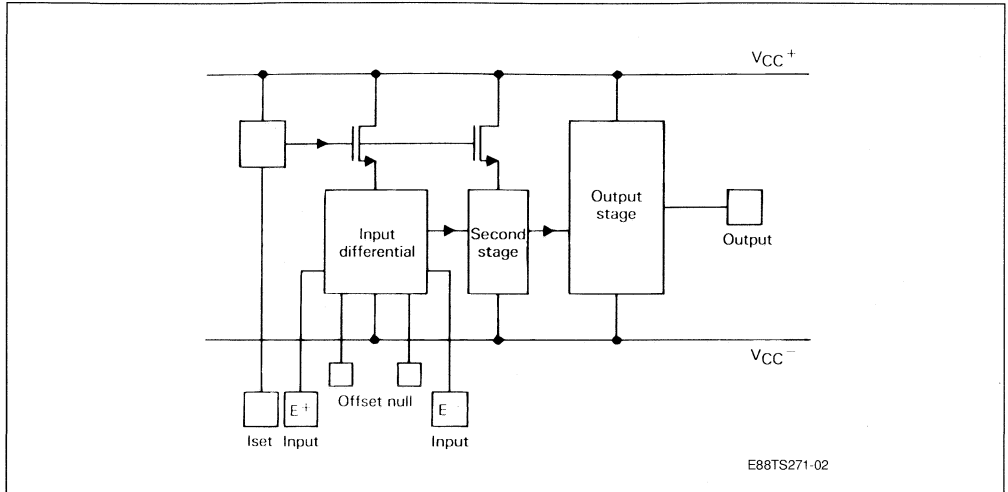 VCC+
Output
stage
Input
differential
Second
stage
Output
VCC−
Offset null
E+
E
Iset
Input
Input
E88TS271-02